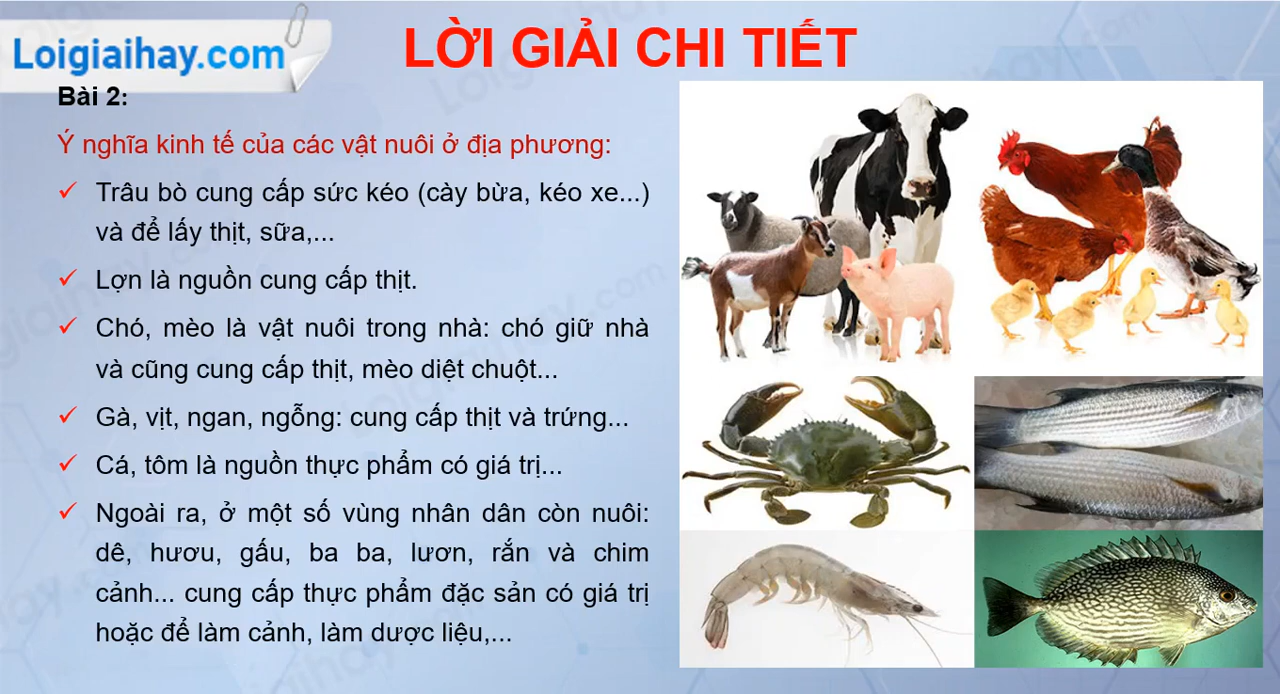 Loigiaihay.com
LỜI GIẢI CHI TIẾT
Bài 2:
Ý nghĩa kinh tế của các vật nuôi ở địa phương:
Trâu bò cung cấp sức kéo (cày bừa, kéo xe...)
và để lấy thịt, sữa,...
Lợn là nguồn cung cấp thịt.
Chó, mèo là vật nuôi trong nhà: chó giữ nhà
và cũng cung cấp thịt, mèo diệt chuột...
Gà, vịt, ngan, ngỗng: cung cấp thịt và trứng...
Cá, tôm là nguồn thực phẩm có giá trị...
Ngoài ra, ở một số vùng nhân dân còn nuôi:
dê, hươu, gấu, ba ba, lươn, rắn và chim
cảnh... cung cấp thực phẩm đặc sản có giá trị
hoặc để làm cảnh, làm dược liệu,...